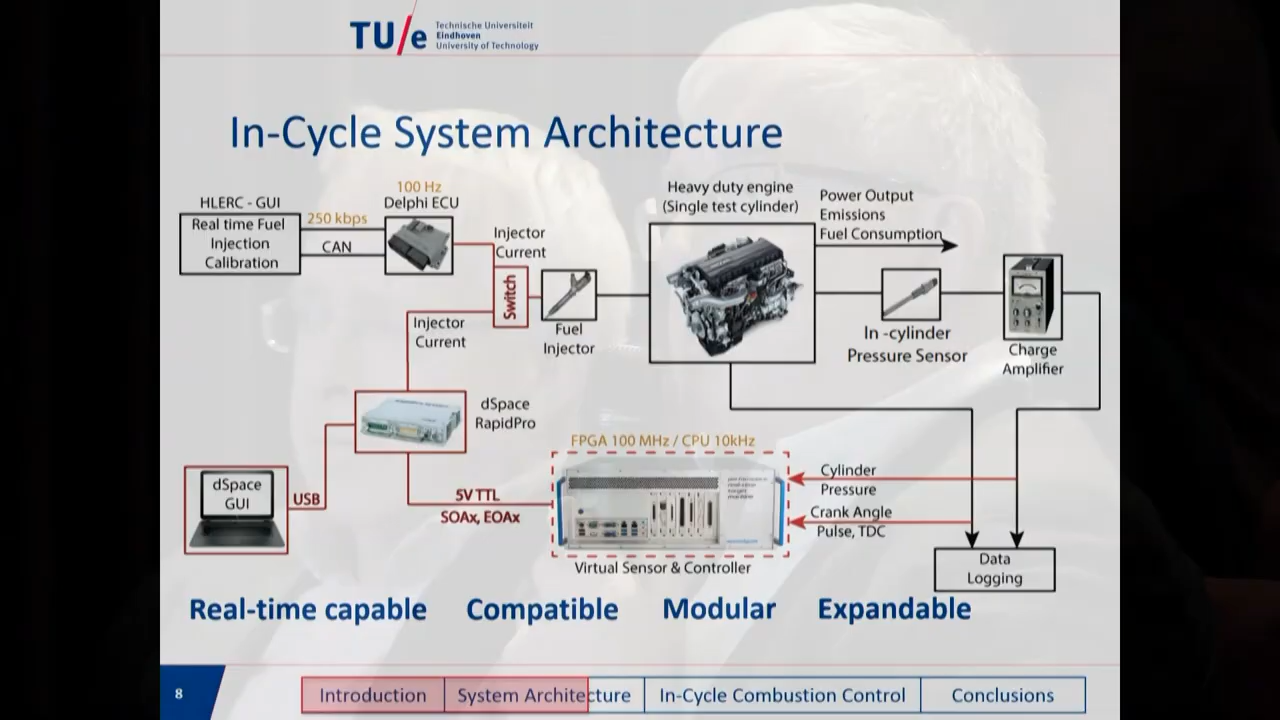 TU/e
Technische Universiteit
Eindhoven
University of Technology
In-Cycle System Architecture
HLERC - GUI
Real time Fuel
Injection
Calibration
250 kbps
CAN
100 Hz
Delphi ECU
Injector
Current
Switch
Fuel
Injector
Heavy duty engine
(Single test cylinder)
Power Output
Emissions
Fuel Consumption
In -cylinder
Pressure Sensor
Charge
Amplifier
Injector
Current
dSpace
RapidPro
dSpace
GUI
USB
5V TTL
SOAx, EOAx
FPGA 100 MHz / CPU 10kHz
Virtual Sensor & Controller
Cylinder
Pressure
Crank Angle
Pulse, TDC
Data
Logging
Real-time capable Compatible Modular Expandable
8
Introduction System Architecture In-Cycle Combustion Control Conclusions